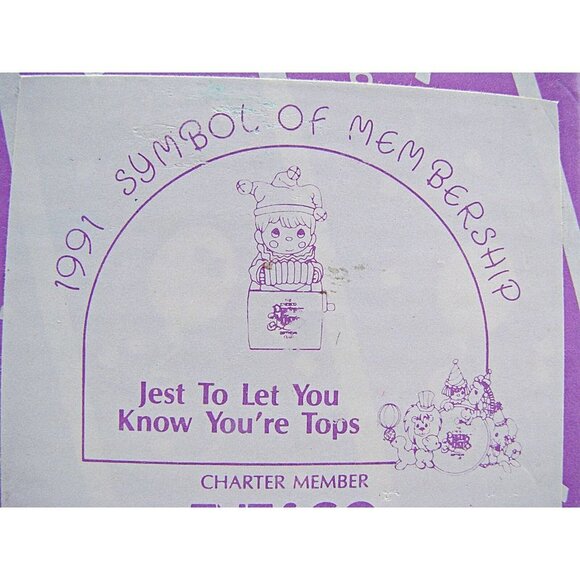 1991 SYMBOL OF MEMBERSHIP
Jest To Let You
Know You're Tops
CHARTER MEMBER